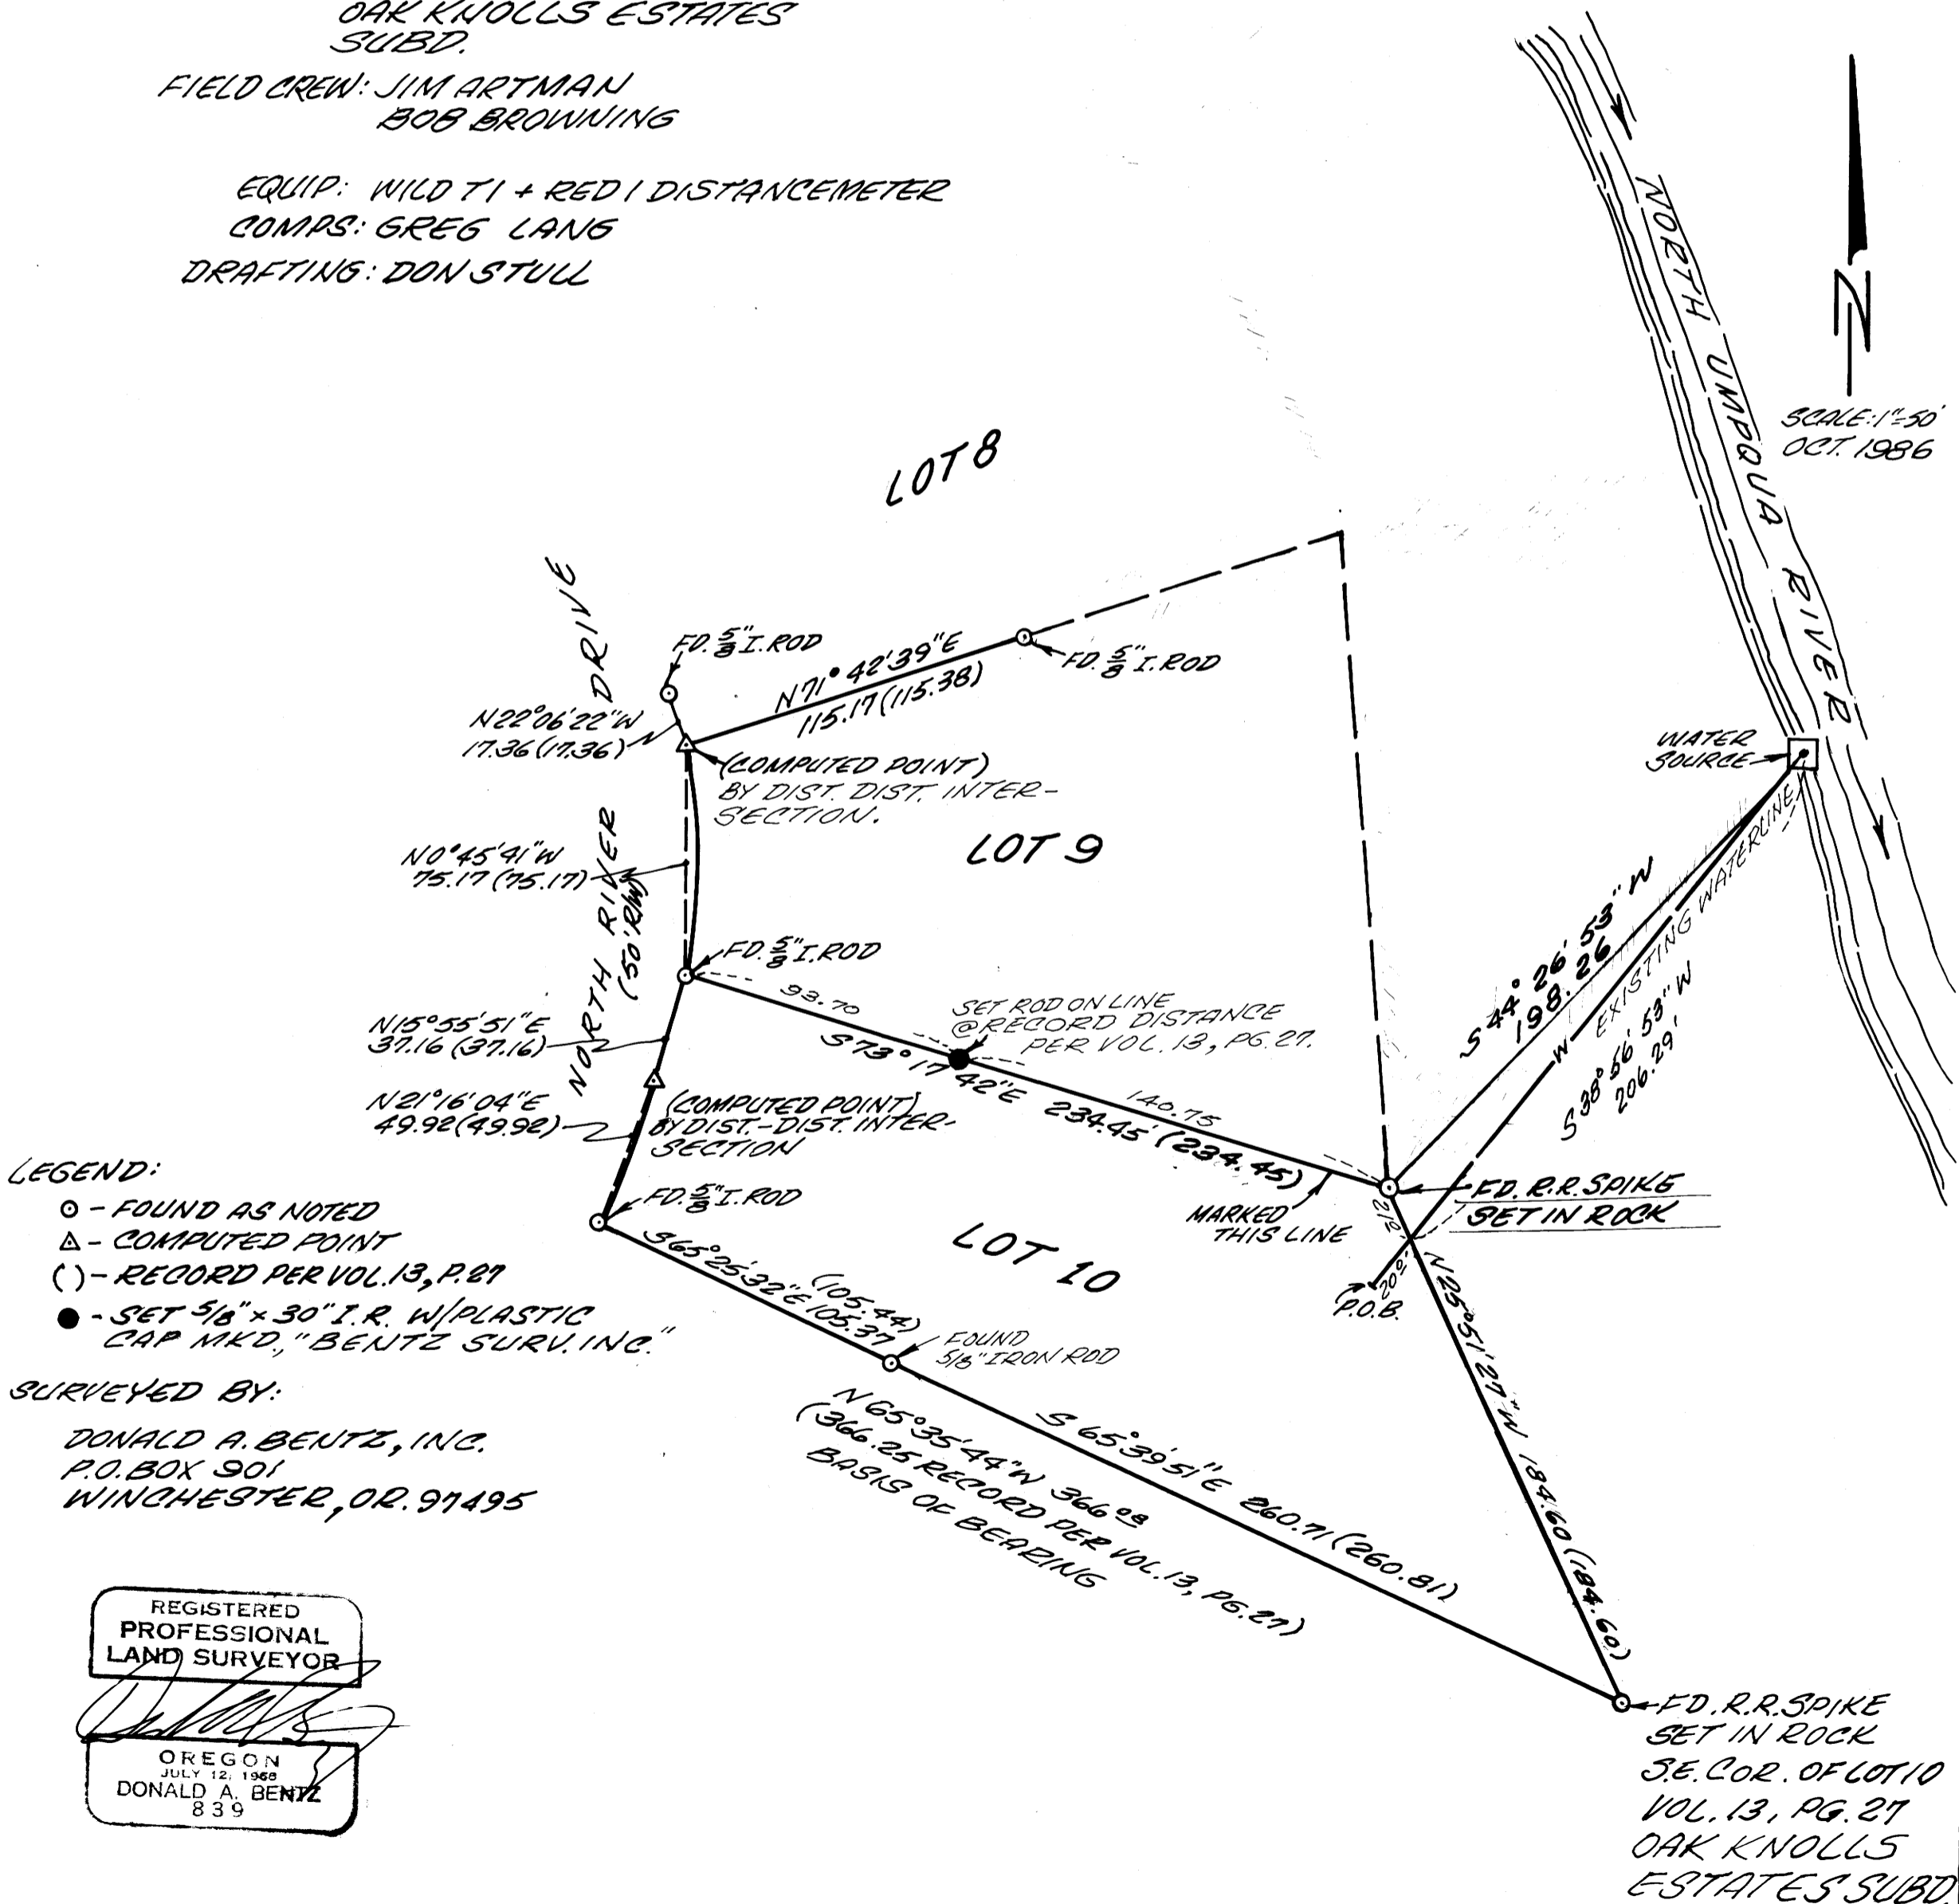 OAK KNOLLS ESTATES
SUBD.
FIELD CREW: JIM ARTMAN
BOB BROWNING
EQUIP: WILD T1 + RED 1 DISTANCEMETER
COMPS: GREG LANG
DRAFTING: DON STULL
NORTH UMPQUA RIVER
N
SCALE: 1"=50'
OCT. 1986
LOT 8
NORTH RIVER DRIVE
(50' R/W)
FD. 5/8" I. ROD
FD. 5/8" I. ROD
N71°42'39"E
115.17 (115.38)
N22°06'22"W
17.36 (17.36)
(COMPUTED POINT)
BY DIST. DIST. INTER-
SECTION.
WATER
SOURCE
LOT 9
N0°45'41"W
75.17 (75.17)
FD. 5/8" I. ROD
93.70
SET ROD ON LINE
@ RECORD DISTANCE
PER VOL. 13, PG. 27.
S73°17'42"E 234.45' (234.45)
140.75
S44°26'53"W
198.26
W EXISTING WATERLINE
S38°56'53"W
206.29'
N15°55'51"E
37.16 (37.16)
N21°16'04"E
49.92 (49.92)
(COMPUTED POINT)
BY DIST.-DIST. INTER-
SECTION
FD. 5/8" I. ROD
MARKED
THIS LINE
FD. R.R. SPIKE
SET IN ROCK
P.O.B.
N25°51'27"W 184.60 (184.60)
LOT 10
S65°25'32"E 105.37
(105.44)
FOUND
5/8" IRON ROD
S65°39'51"E 260.71 (260.81)
N65°35'44"W 366.08
(366.25 RECORD PER VOL. 13, PG. 27)
BASIS OF BEARING
LEGEND:
⊙ - FOUND AS NOTED
△ - COMPUTED POINT
( ) - RECORD PER VOL. 13, P. 27
● - SET 5/8" x 30" I.R. W/PLASTIC
CAP MKD., "BENTZ SURV. INC."
SURVEYED BY:
DONALD A. BENTZ, INC.
P.O. BOX 901
WINCHESTER, OR. 97495
REGISTERED
PROFESSIONAL
LAND SURVEYOR
OREGON
JULY 12, 1968
DONALD A. BENTZ
839
FD. R.R. SPIKE
SET IN ROCK
S.E. COR. OF LOT 10
VOL. 13, PG. 27
OAK KNOLLS
ESTATES SUBD.